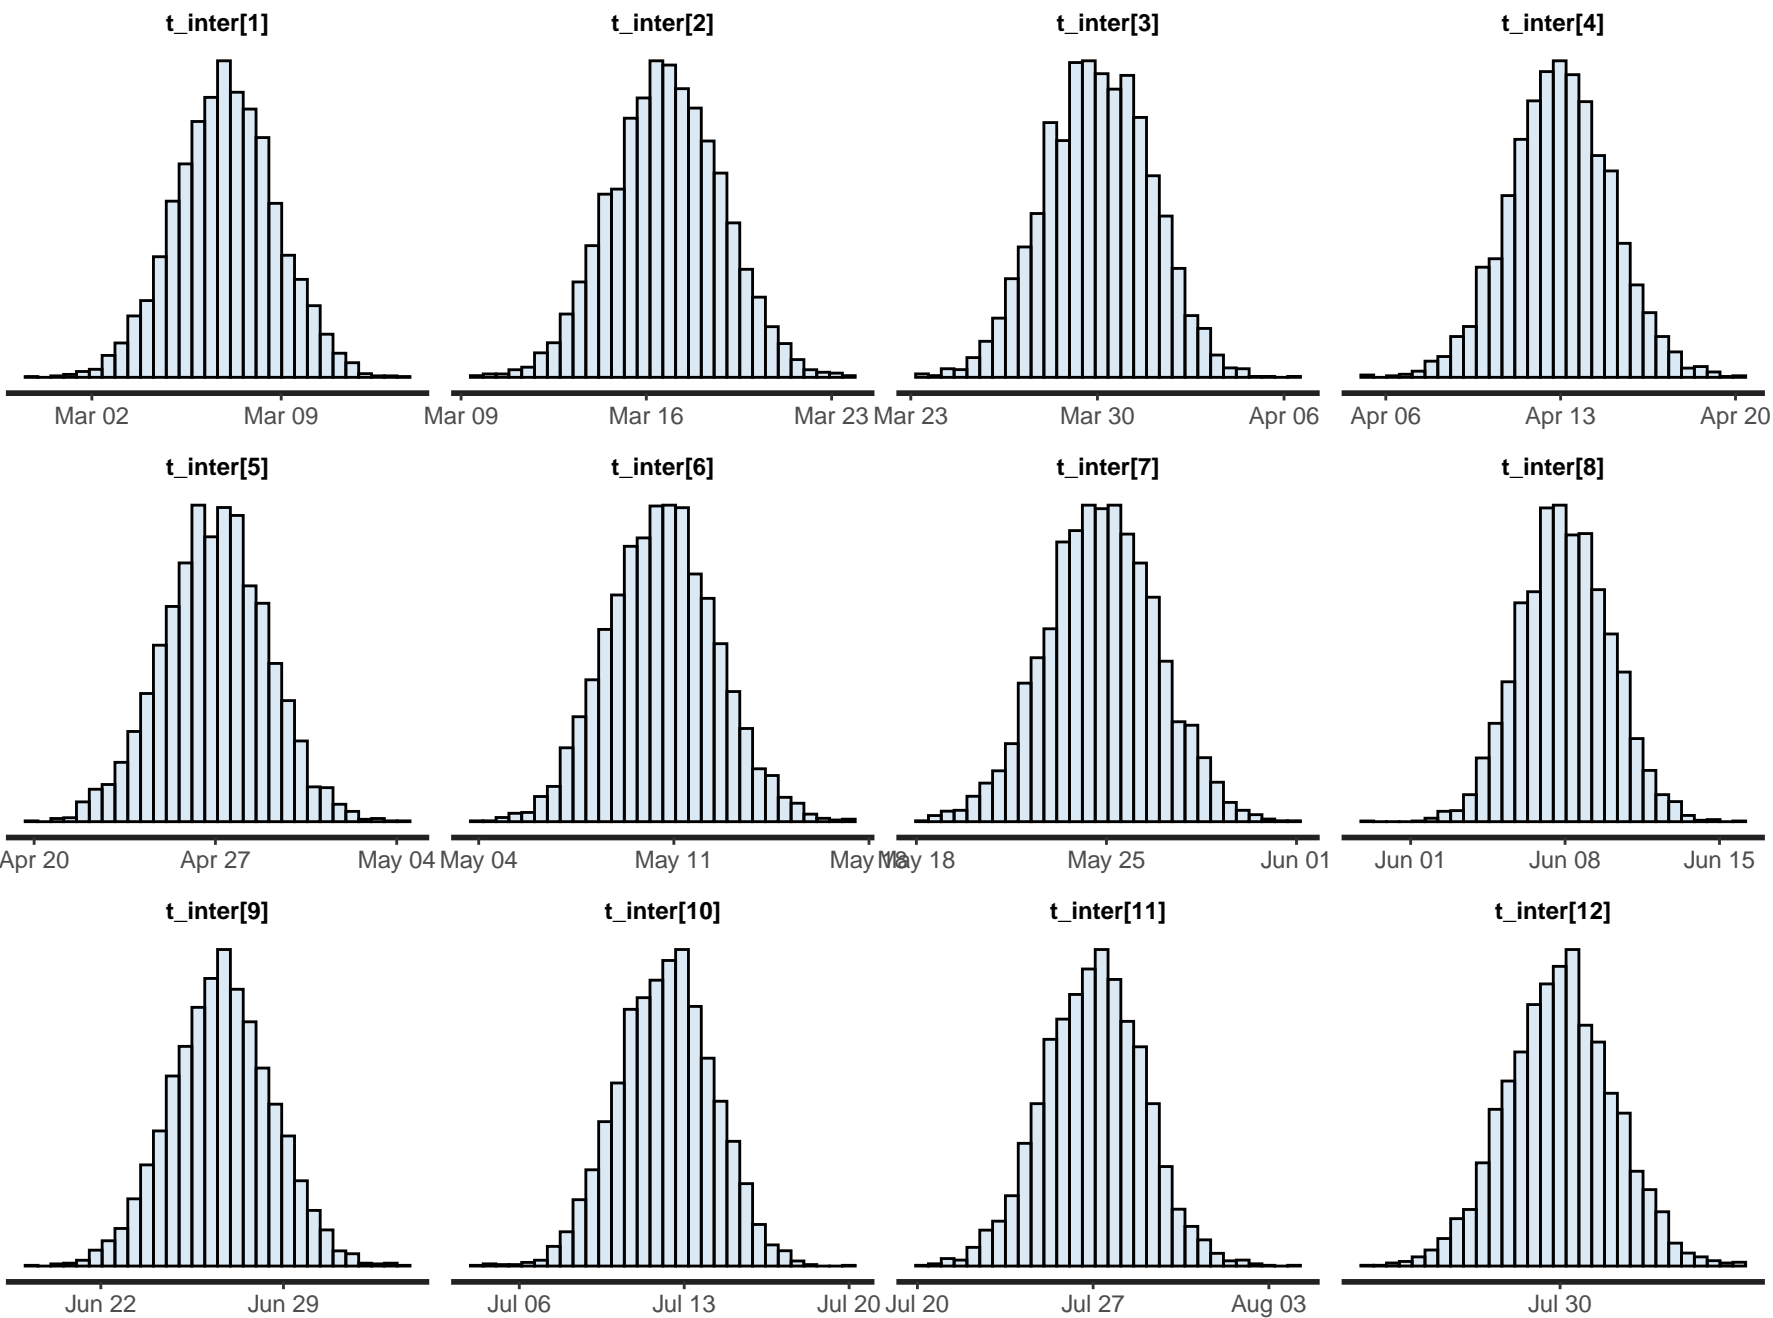 t_inter[1] t_inter[2] t_inter[3] t_inter[4]
Mar 02 Mar 09 Mar 09 Mar 16 Mar 23 Mar 23 Mar 30 Apr 06 Apr 06 Apr 13 Apr 20
t_inter[5] t_inter[6] t_inter[7] t_inter[8]
Apr 20 Apr 27 May 04 May 04 May 11 May 18 May 18 May 25 Jun 01 Jun 01 Jun 08 Jun 15
t_inter[9] t_inter[10] t_inter[11] t_inter[12]
Jun 22 Jun 29 Jul 06 Jul 13 Jul 20 Jul 20 Jul 27 Aug 03 Jul 30